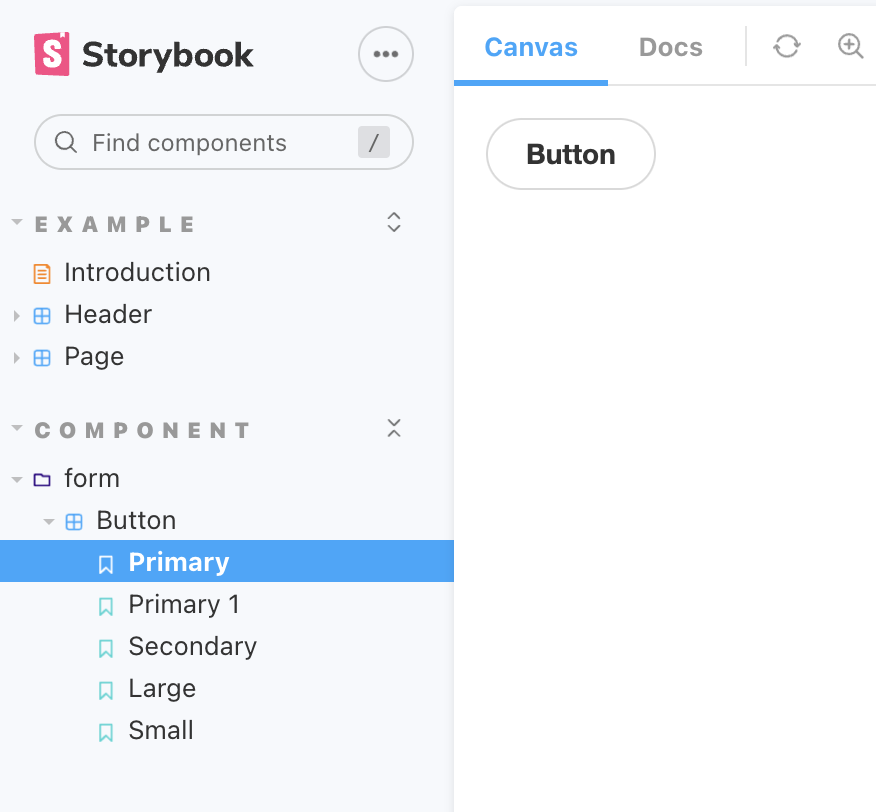 Storybook
Find components /
EXAMPLE
Introduction
Header
Page
COMPONENT
form
Button
Primary
Primary 1
Secondary
Large
Small
Canvas Docs
Button